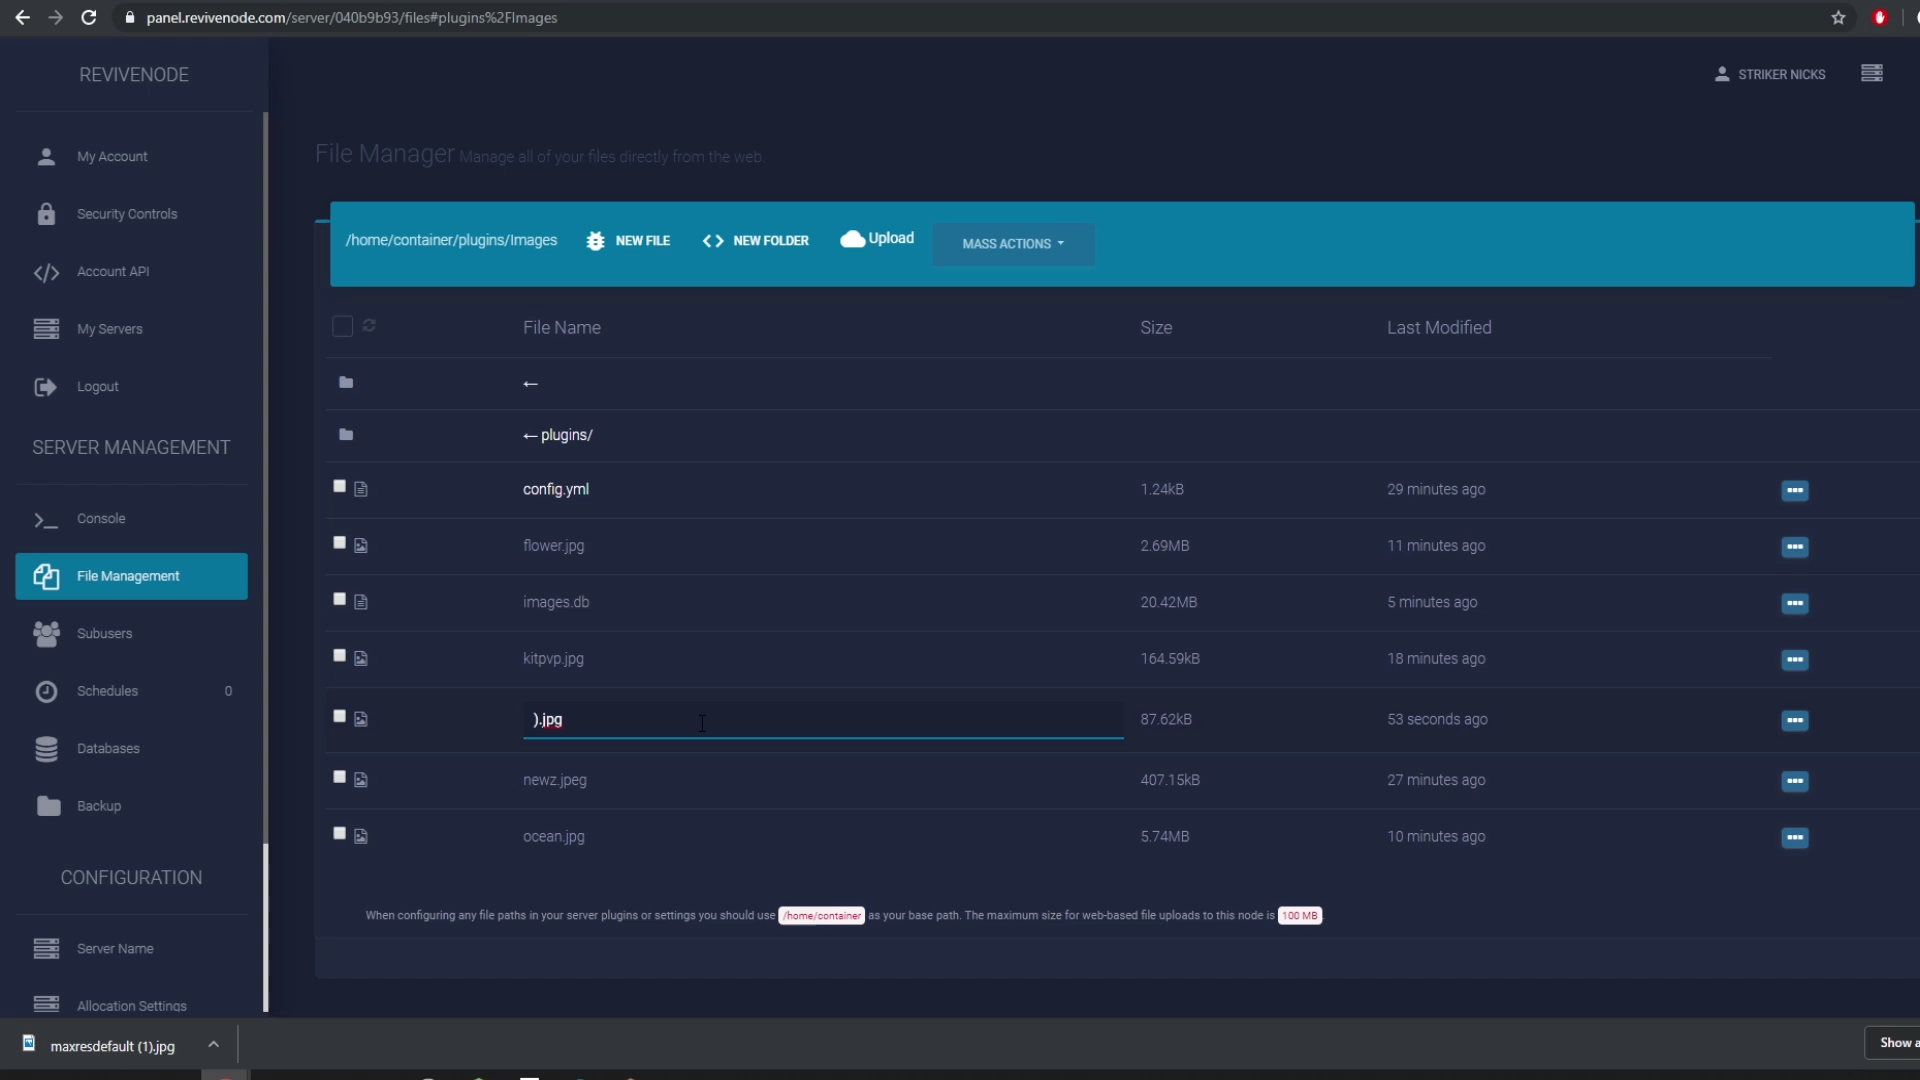 panel.revivenode.com/server/040b9b93/files#plugins%2FImages
REVIVENODE
STRIKER NICKS
My Account
Security Controls
Account API
My Servers
Logout
SERVER MANAGEMENT
Console
File Management
Subusers
Schedules 0
Databases
Backup
CONFIGURATION
Server Name
Allocation Settings
File Manager Manage all of your files directly from the web.
/home/container/plugins/Images NEW FILE <> NEW FOLDER Upload MASS ACTIONS
File Name Size Last Modified
←
← plugins/
config.yml 1.24kB 29 minutes ago
flower.jpg 2.69MB 11 minutes ago
images.db 20.42MB 5 minutes ago
kitpvp.jpg 164.59kB 18 minutes ago
).jpg 87.62kB 53 seconds ago
newz.jpeg 407.15kB 27 minutes ago
ocean.jpg 5.74MB 10 minutes ago
When configuring any file paths in your server plugins or settings you should use /home/container as your base path. The maximum size for web-based file uploads to this node is 100 MB
maxresdefault (1).jpg
Show a